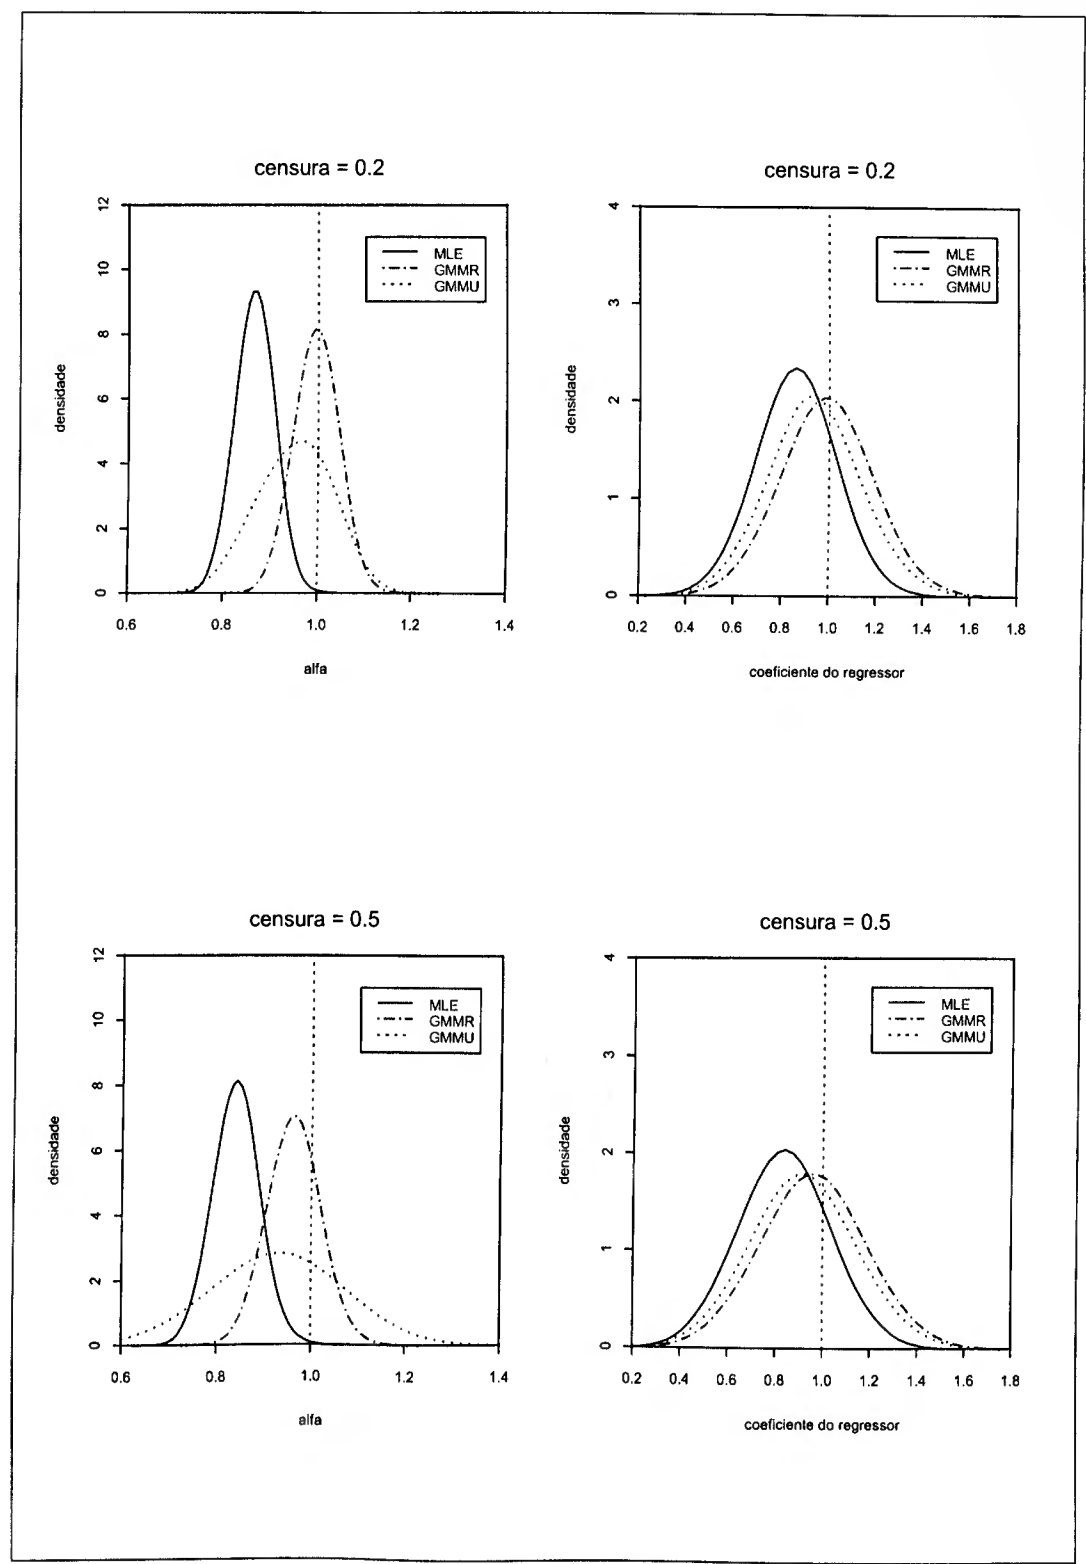 censura = 0.2
12
10
8
6
4
2
0
densidade
MLE
GMMR
GMMU
0.6 0.8 1.0 1.2 1.4
alfa
censura = 0.2
4
3
2
1
0
densidade
MLE
GMMR
GMMU
0.2 0.4 0.6 0.8 1.0 1.2 1.4 1.6 1.8
coeficiente do regressor
censura = 0.5
12
10
8
6
4
2
0
densidade
MLE
GMMR
GMMU
0.6 0.8 1.0 1.2 1.4
alfa
censura = 0.5
4
3
2
1
0
densidade
MLE
GMMR
GMMU
0.2 0.4 0.6 0.8 1.0 1.2 1.4 1.6 1.8
coeficiente do regressor